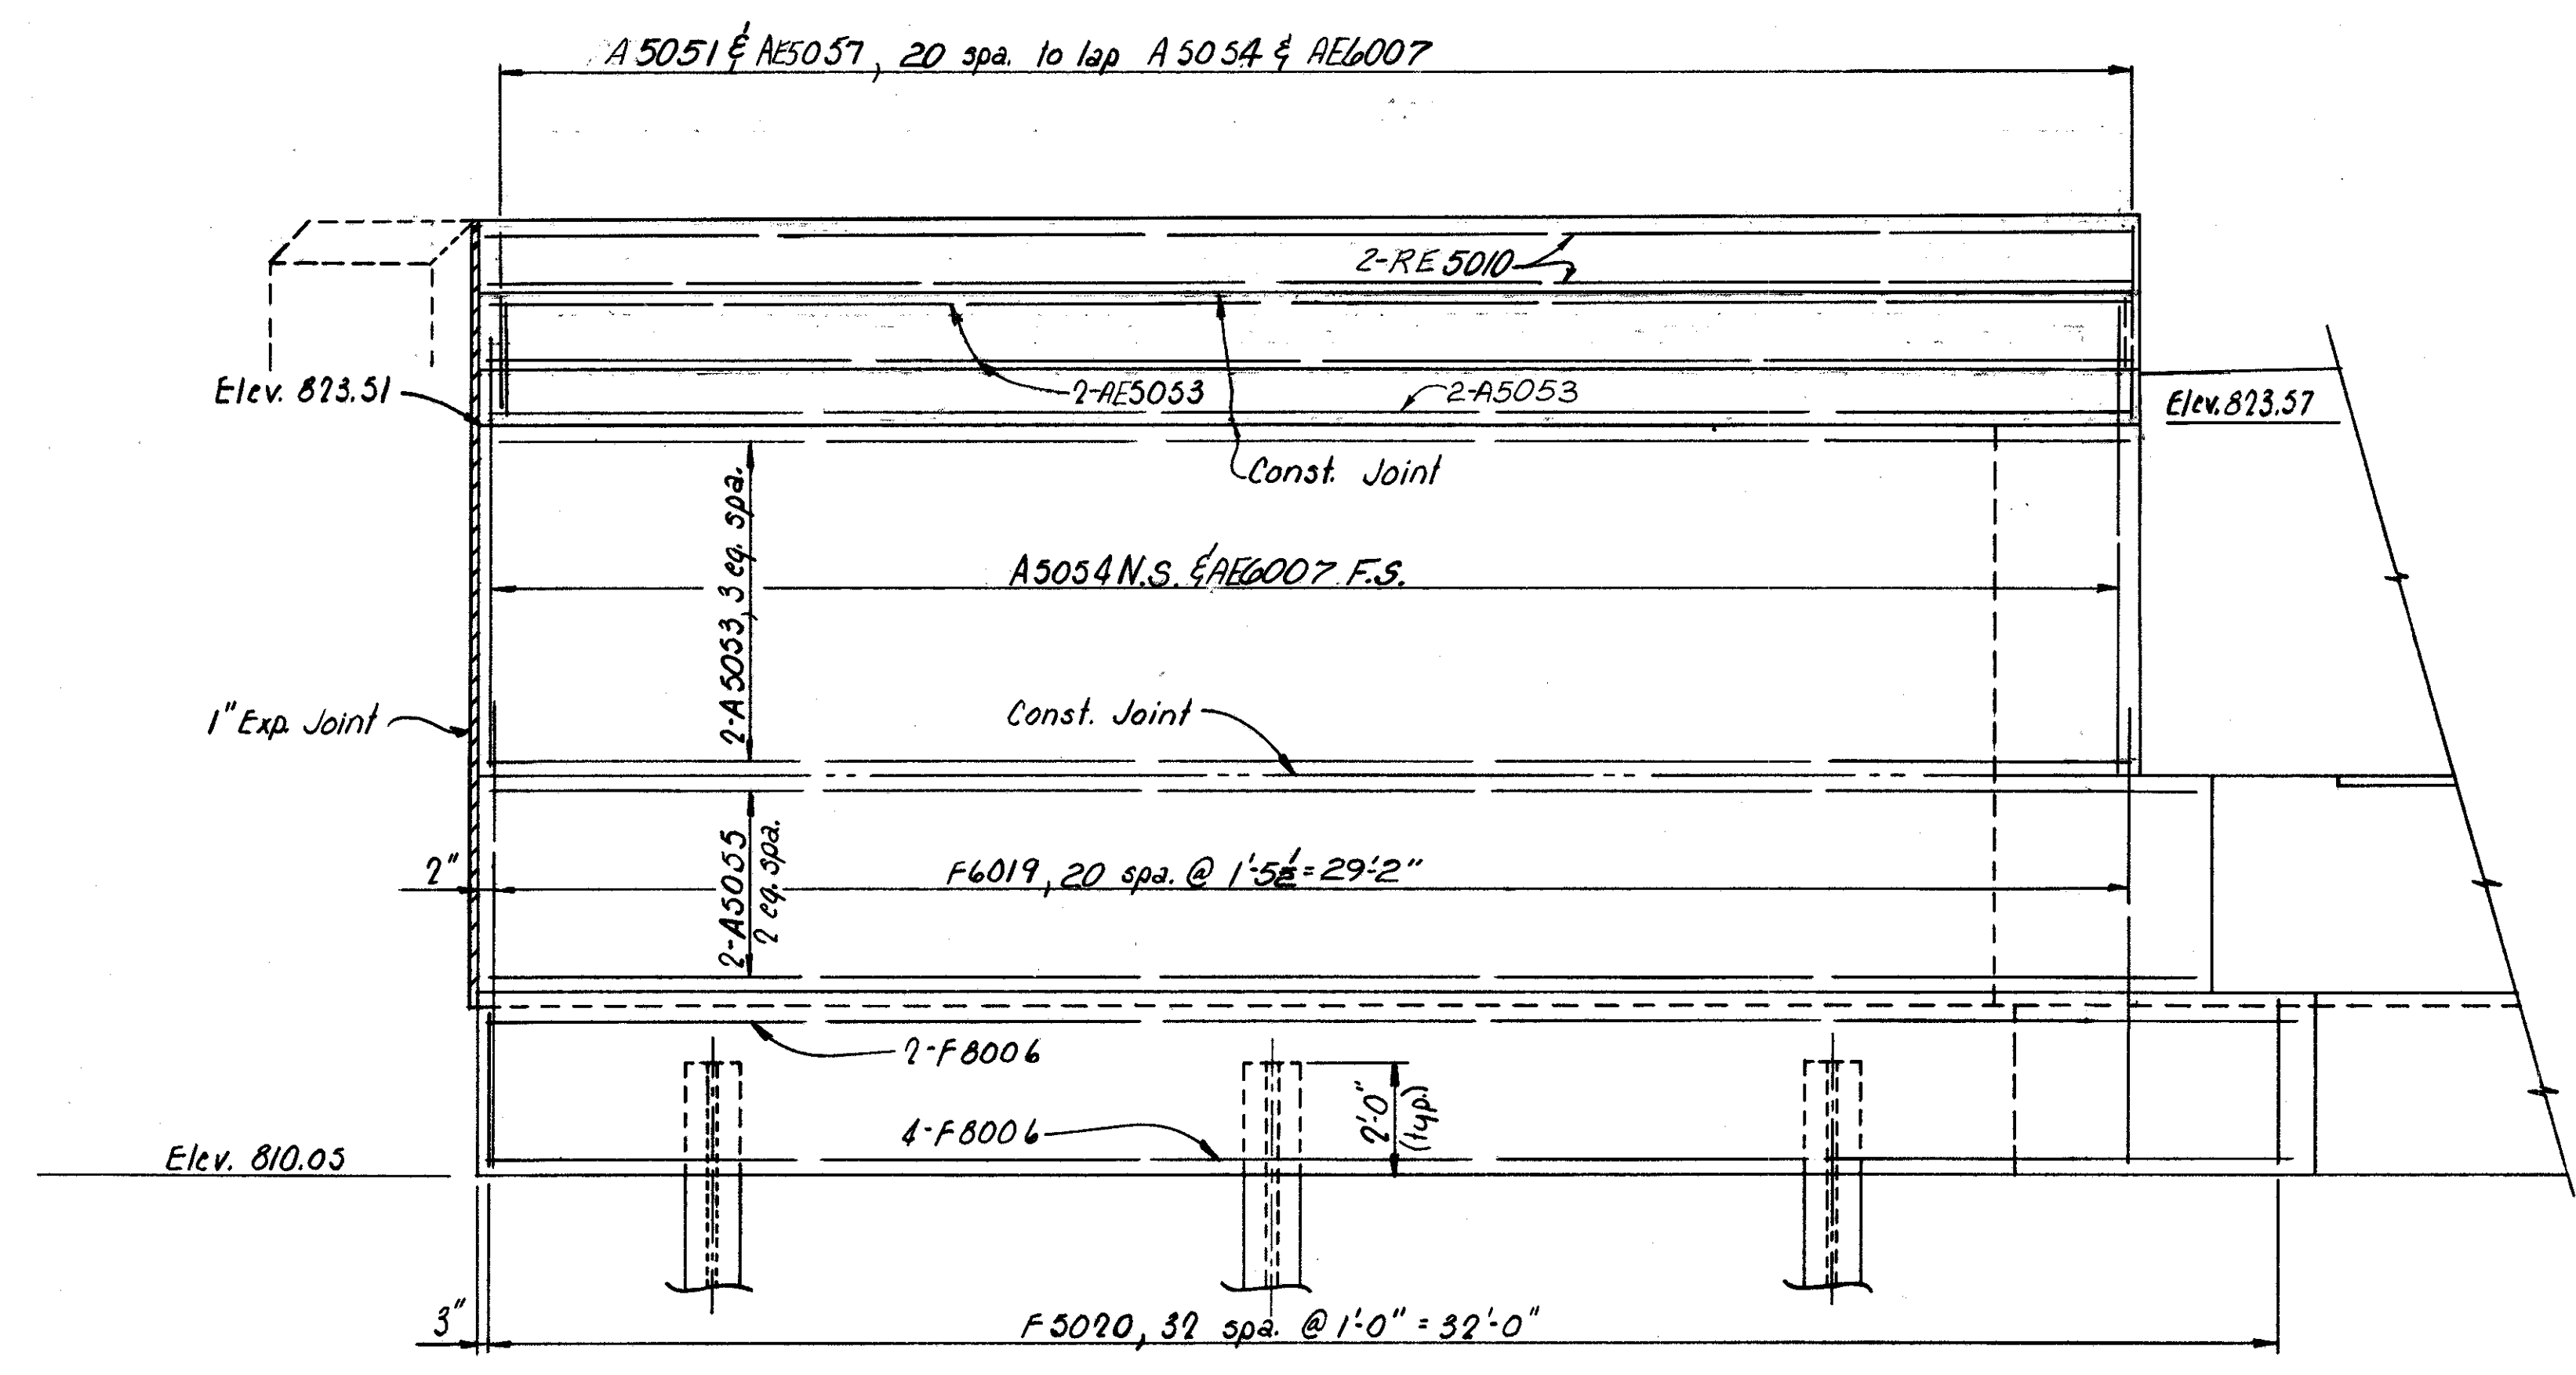 A5051 & AE5057, 20 spa. to lap A5054 & AE6007
2-RE5010
Elev. 823.51
2-AE5053
2-A5053
Elev. 823.57
Const. Joint
2-A5053, 3 eq. spa.
A5054 N.S. & AE6007 F.S.
1" Exp. Joint
Const. Joint
2"
2-A5055
2 eq. spa.
F6019, 20 spa. @ 1'-5½ = 29'-2"
2-F8006
2'-0"
(typ.)
4-F8006
Elev. 810.05
3"
F5020, 32 spa. @ 1'-0" = 32'-0"